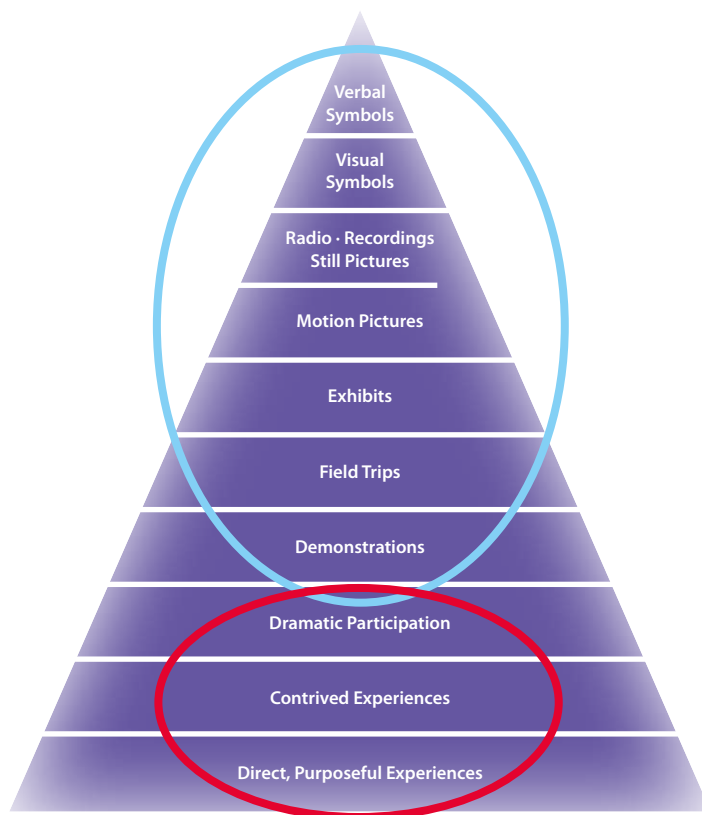 Verbal
Symbols
Visual
Symbols
Radio · Recordings
Still Pictures
Motion Pictures
Exhibits
Field Trips
Demonstrations
Dramatic Participation
Contrived Experiences
Direct, Purposeful Experiences